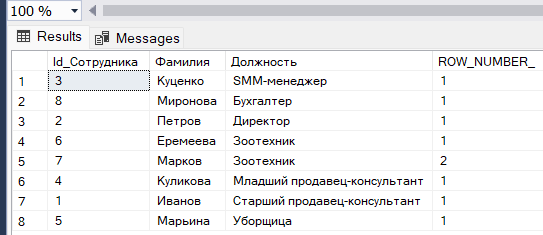 100 %
Results Messages
Id_Сотрудника Фамилия Должность ROW_NUMBER_
1 3 Куценко SMM-менеджер 1
2 8 Миронова Бухгалтер 1
3 2 Петров Директор 1
4 6 Еремеева Зоотехник 1
5 7 Марков Зоотехник 2
6 4 Куликова Младший продавец-консультант 1
7 1 Иванов Старший продавец-консультант 1
8 5 Марьина Уборщица 1